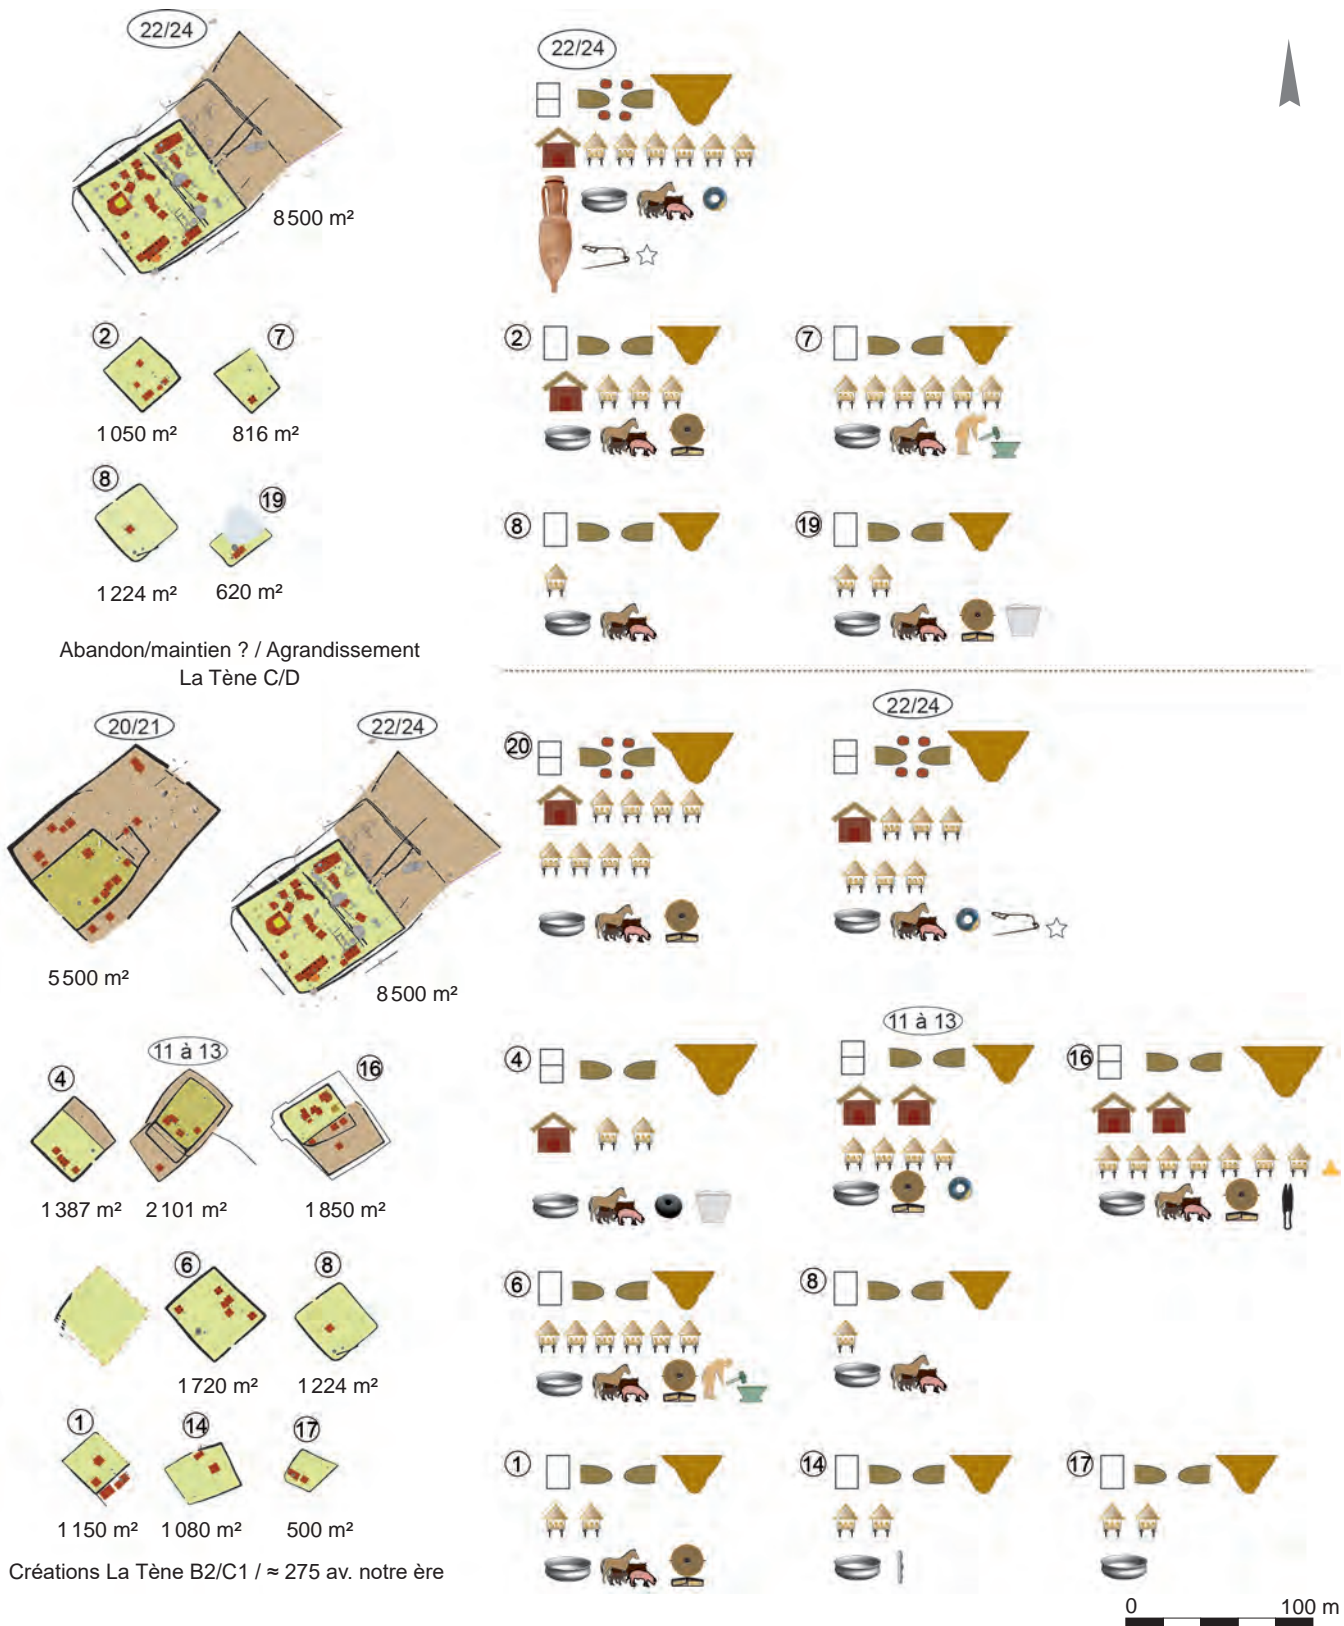 22/24
22/24
8 500 m²
2
7
2
7
1 050 m²
816 m²
8
19
8
19
1 224 m²
620 m²
Abandon/maintien ? / Agrandissement
La Tène C/D
20/21
22/24
20
22/24
5 500 m²
8 500 m²
4
11 à 13
16
4
11 à 13
16
1 387 m²
2 101 m²
1 850 m²
6
8
6
8
1 720 m²
1 224 m²
1
14
17
1
14
17
1 150 m²
1 080 m²
500 m²
Créations La Tène B2/C1 / ≈ 275 av. notre ère
0
100 m